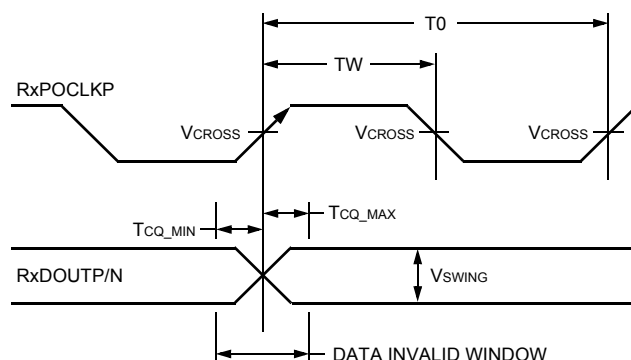 T0
TW
RxPOCLKP
VCROSS VCROSS VCROSS
TCQ_MIN
TCQ_MAX
RxDOUTP/N
VSWING
DATA INVALID WINDOW